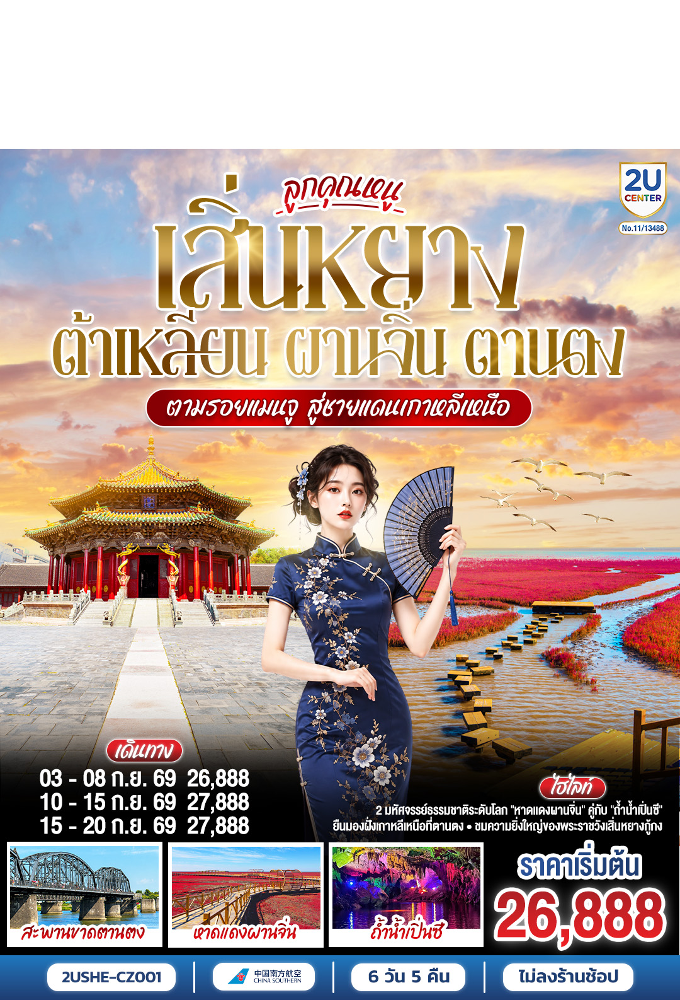 ลูกคุณหนู
2U
CENTER
No.11/13488
เสิ่นหยาง
ต้าเหลียน ผานจิ่น ตานตง
ตามรอยแมนจู สู่ชายแดนเกาหลีเหนือ
เดินทาง
03 - 08 ก.ย. 69 26,888
10 - 15 ก.ย. 69 27,888
15 - 20 ก.ย. 69 27,888
ไฮไลท์
2 มหัศจรรย์ธรรมชาติระดับโลก "หาดแดงผานจิ่น" คู่กับ "ถ้ำน้ำเปิ่นซี"
ยืนมองฝั่งเกาหลีเหนือที่ตานตง • ชมความยิ่งใหญ่ของพระราชวังเสิ่นหยางกู้กง
สะพานขาดตานตง
หาดแดงผานจิ่น
ถ้ำน้ำเปิ่นซี
ราคาเริ่มต้น
26,888
2USHE-CZ001
中国南方航空
CHINA SOUTHERN
6 วัน 5 คืน
ไม่ลงร้านช้อป